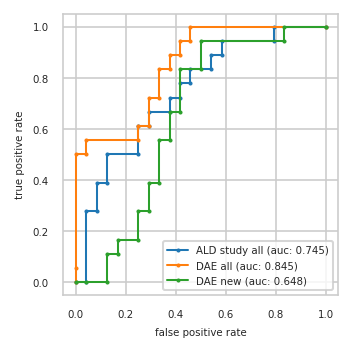 1.0
0.8
0.6
0.4
0.2
0.0
true positive rate
0.0 0.2 0.4 0.6 0.8 1.0
false positive rate
ALD study all (auc: 0.745)
DAE all (auc: 0.845)
DAE new (auc: 0.648)